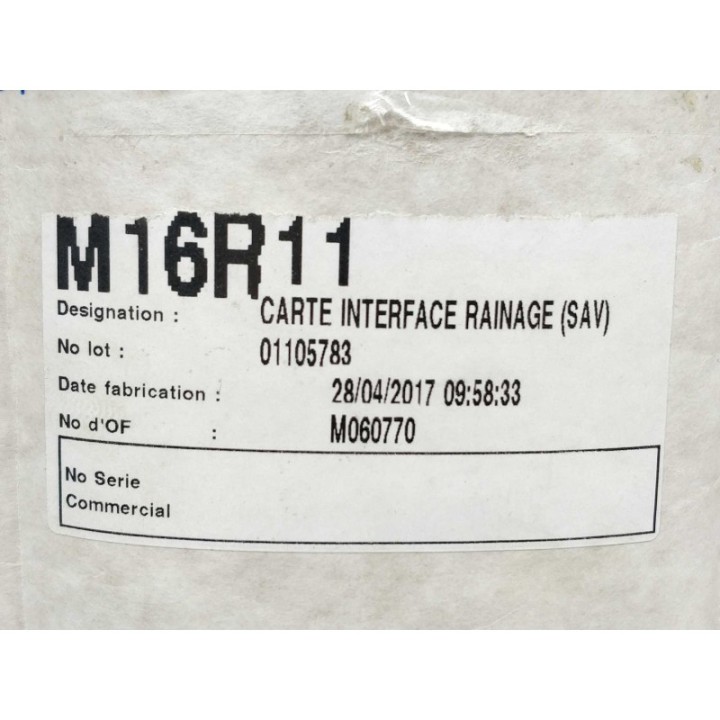 M16R11
Designation : CARTE INTERFACE RAINAGE (SAV)
No lot : 01105783
Date fabrication : 28/04/2017 09:58:33
No d'OF : M060770
No Serie
Commercial